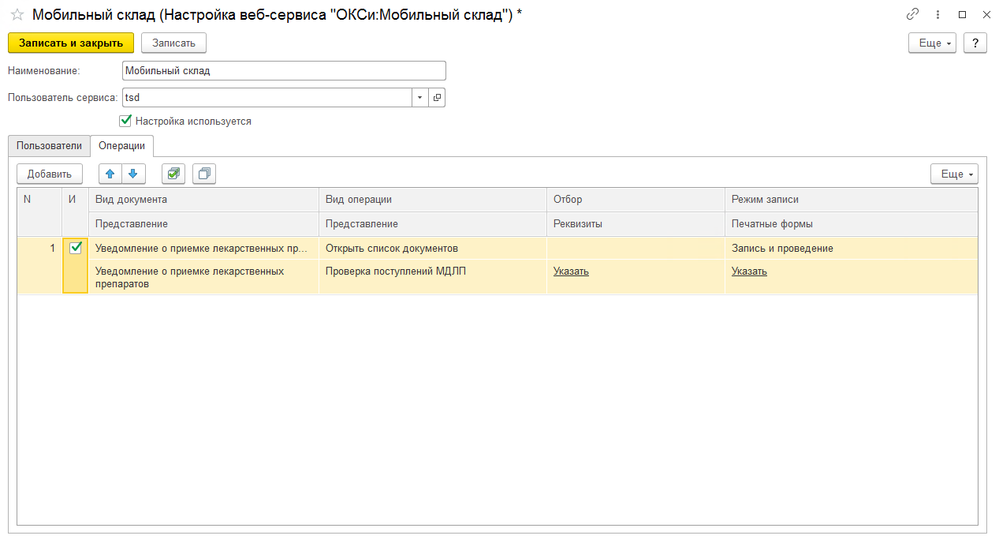 Мобильный склад (Настройка веб-сервиса "ОКСи:Мобильный склад") *
Записать и закрыть
Записать
Еще
?
Наименование:
Мобильный склад
Пользователь сервиса:
tsd
Настройка используется
Пользователи
Операции
Добавить
Еще
N
И
Вид документа
Вид операции
Отбор
Режим записи
Представление
Представление
Реквизиты
Печатные формы
1
Уведомление о приемке лекарственных пр...
Открыть список документов
Запись и проведение
Уведомление о приемке лекарственных
препаратов
Проверка поступлений МДЛП
Указать
Указать